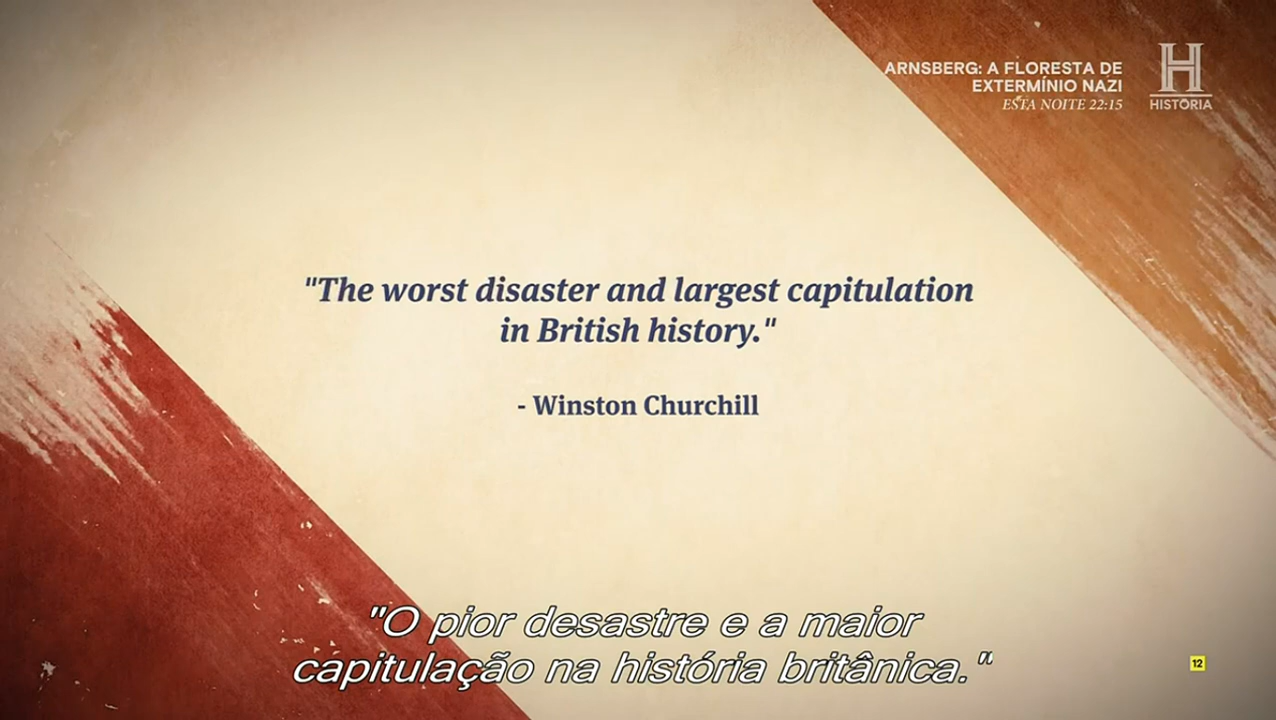 ARNSBERG: A FLORESTA DE
EXTERMÍNIO NAZI
ESTA NOITE 22:15
H
HISTÓRIA
"The worst disaster and largest capitulation
in British history."
- Winston Churchill
"O pior desastre e a maior
capitulação na história britânica."
12